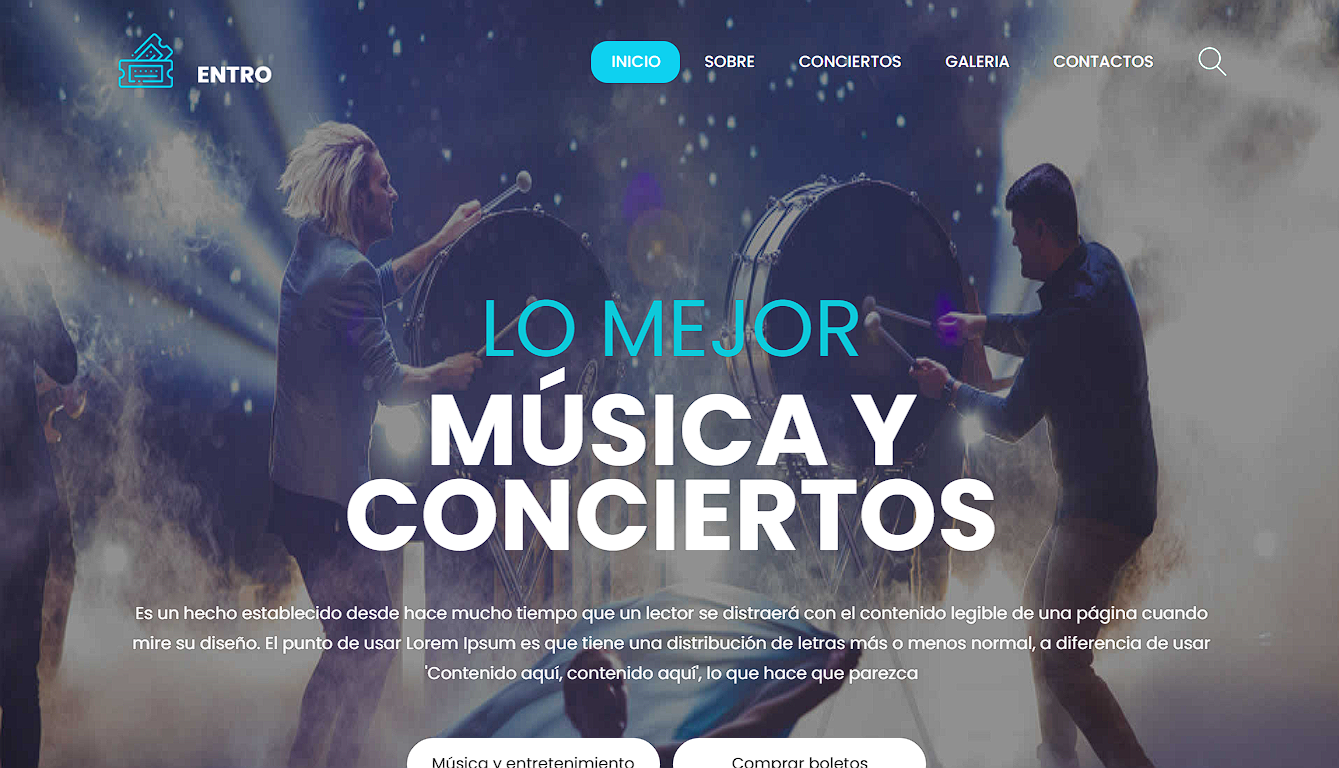 ENTRO
INICIO
SOBRE
CONCIERTOS
GALERIA
CONTACTOS
LO MEJOR
MÚSICA Y
CONCIERTOS
Es un hecho establecido desde hace mucho tiempo que un lector se distraerá con el contenido legible de una página cuando
mire su diseño. El punto de usar Lorem Ipsum es que tiene una distribución de letras más o menos normal, a diferencia de usar
'Contenido aquí, contenido aquí', lo que hace que parezca
Música y entretenimiento
Comprar boletos